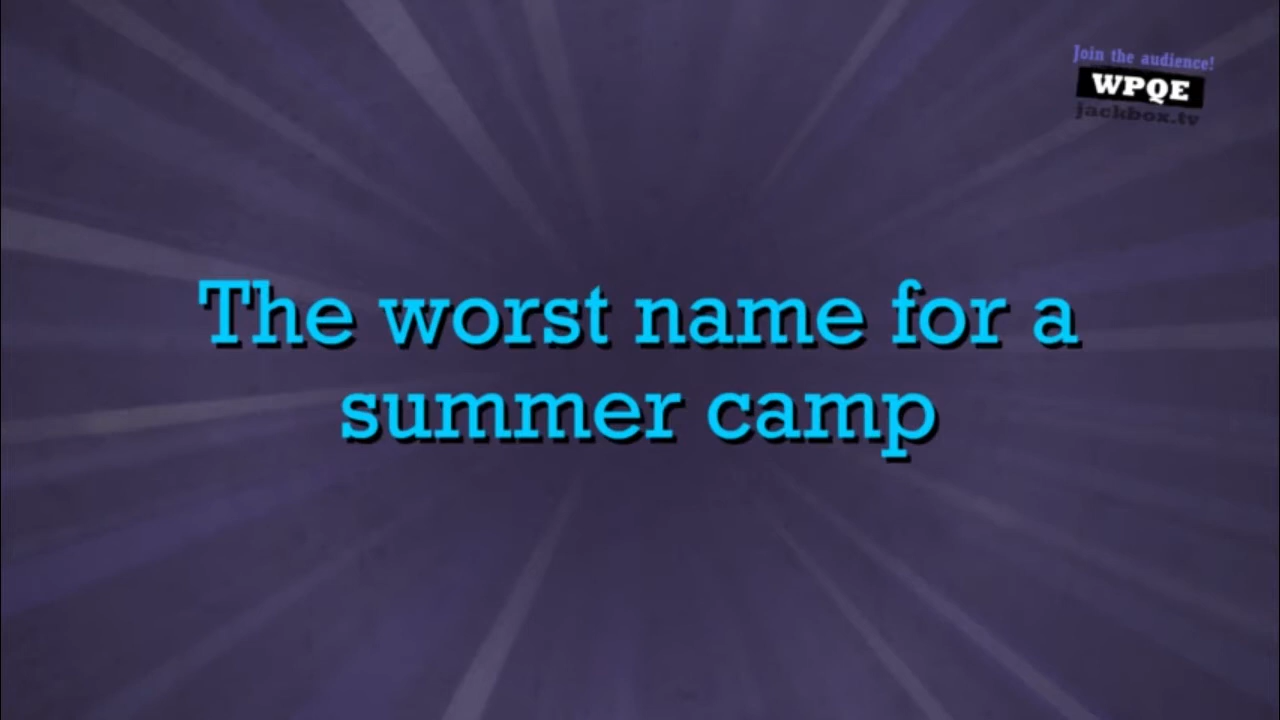 Join the audience!
WPQE
jackbox.tv
The worst name for a
summer camp